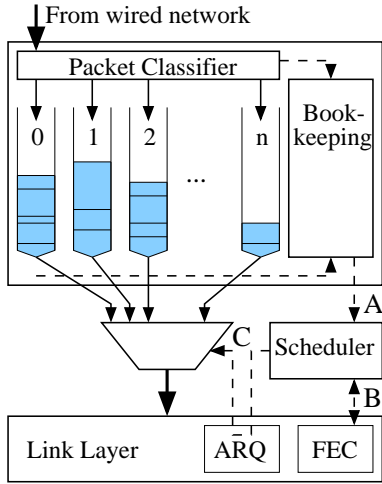 From wired network
Packet Classifier
0 1 2 ... n
Book-
keeping
A
C
Scheduler
B
Link Layer ARQ FEC